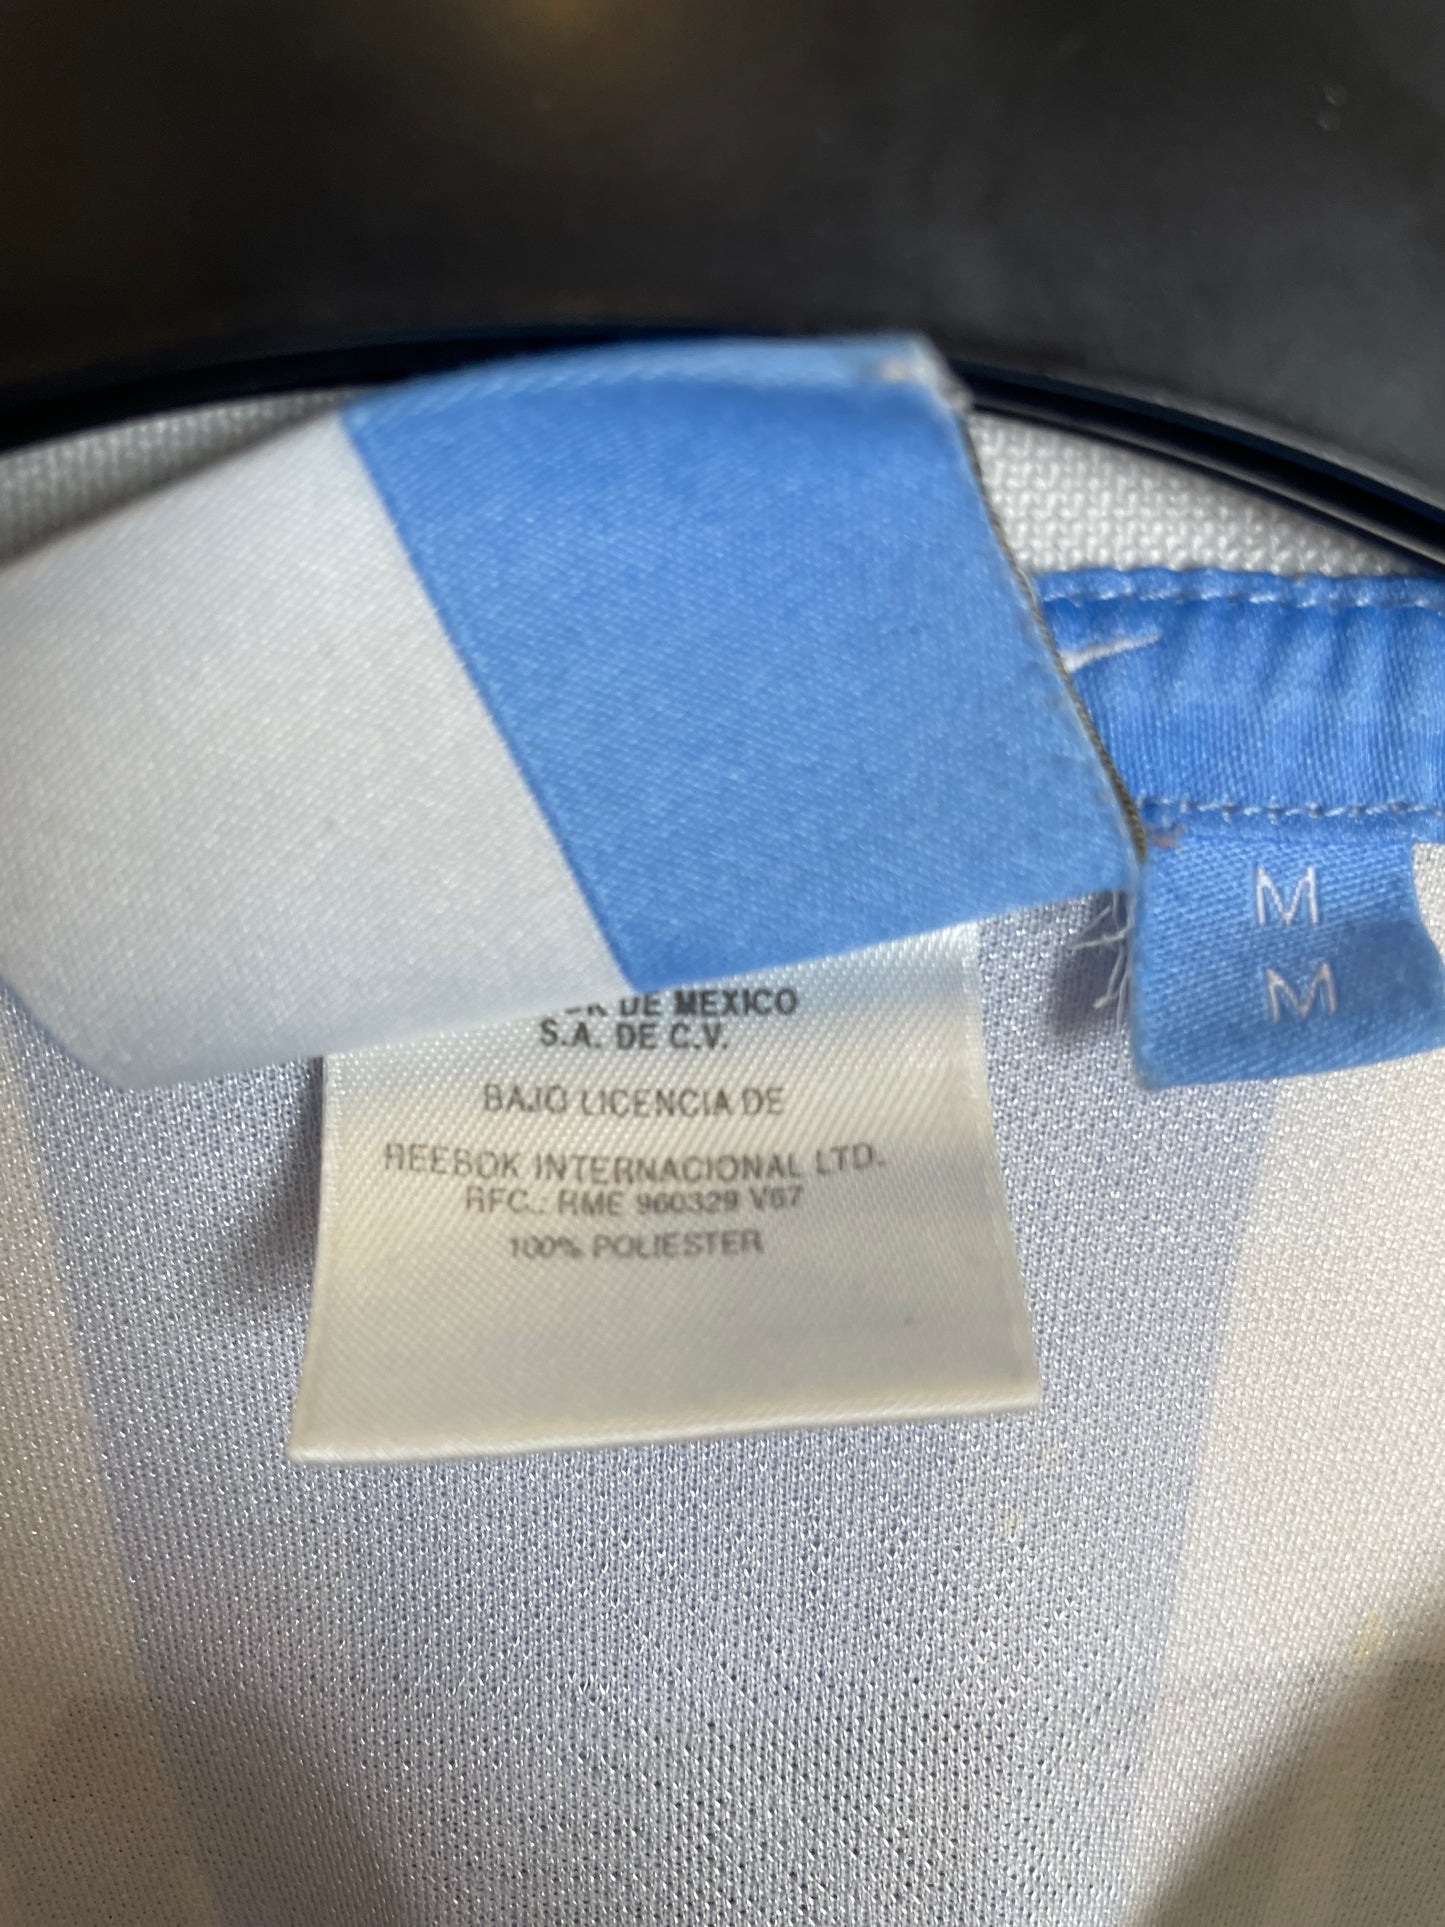 DE MEXICO
S.A. DE C.V.
BAJO LICENCIA DE
REEBOK INTERNACIONAL LTD.
RFC.: RME 960329 V67
100% POLIESTER
M
M